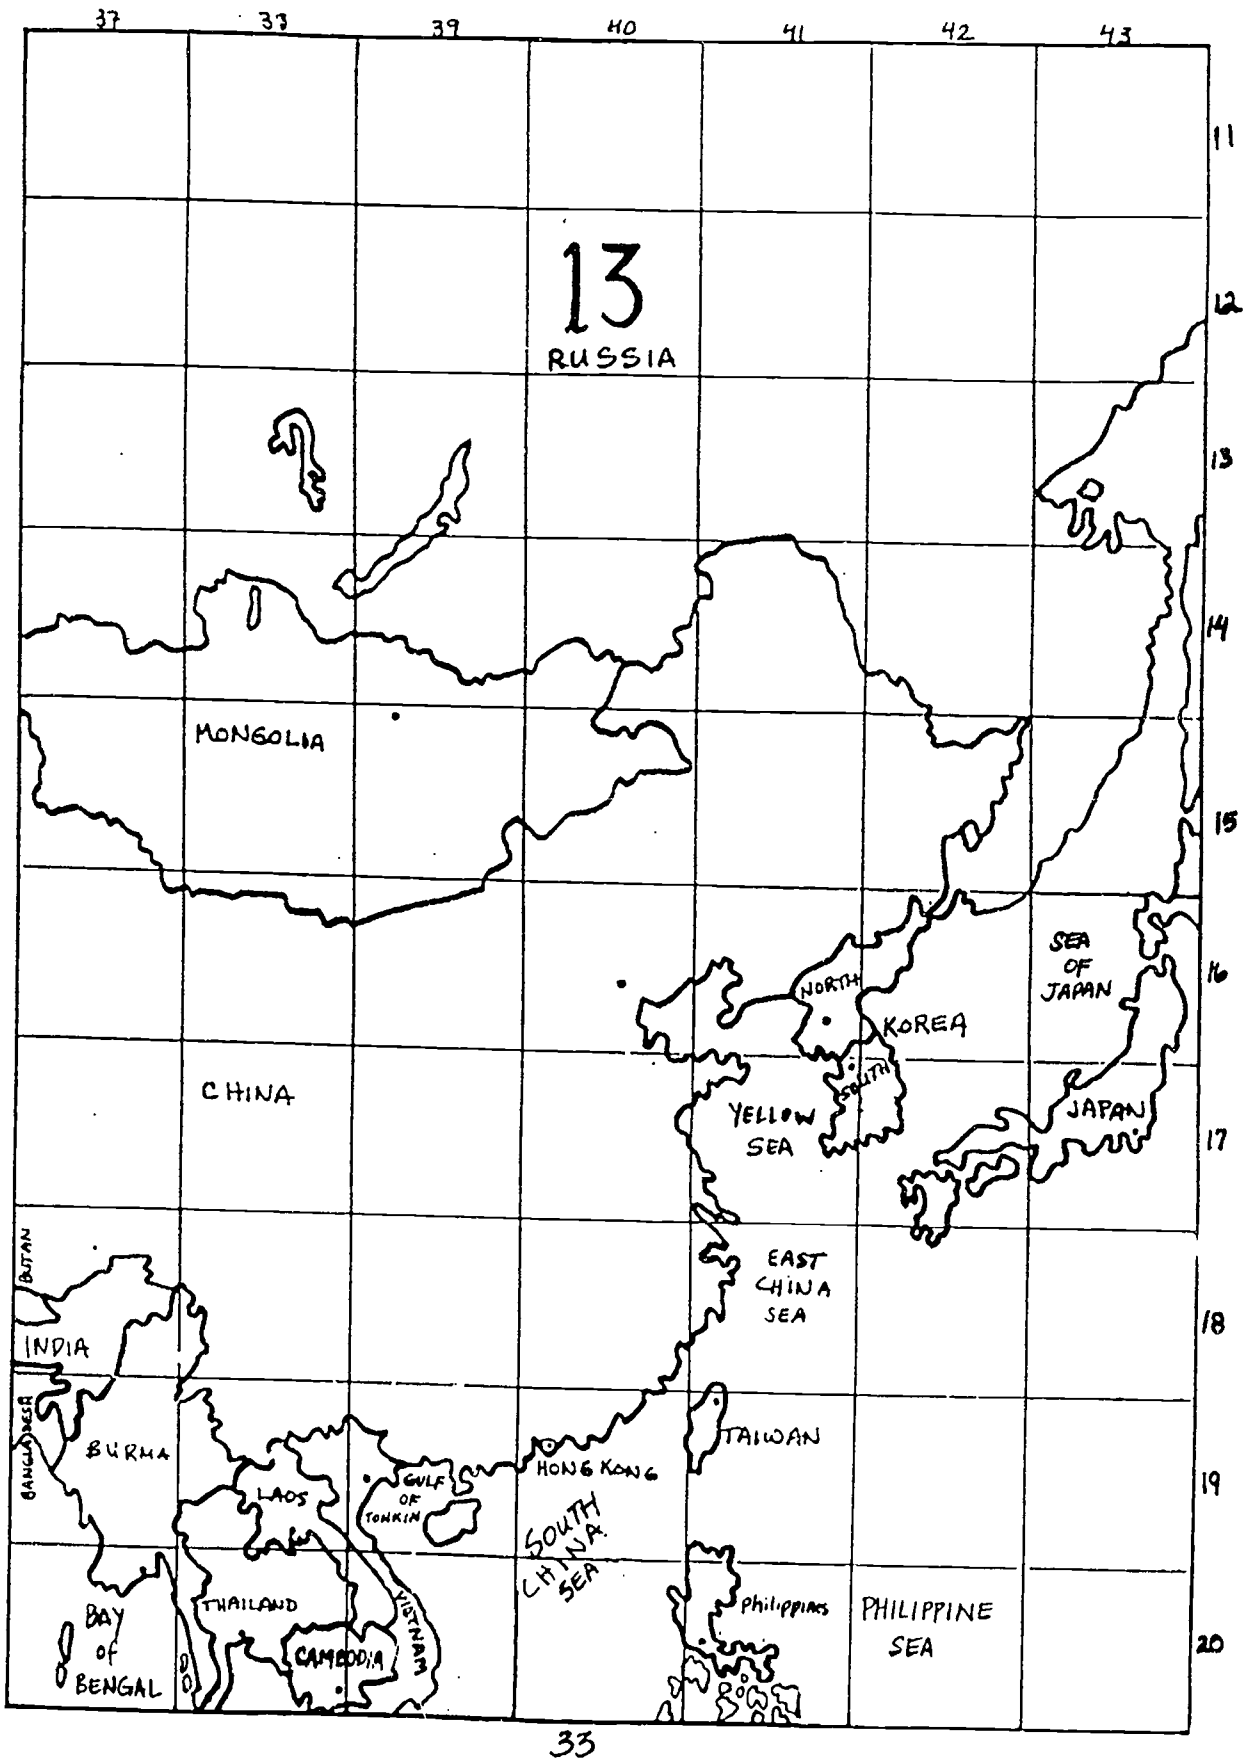 37 33 39 40 41 42 43
11
12
13
RUSSIA
13
14
MONGOLIA
15
SEA
OF
JAPAN
16
NORTH
KOREA
CHINA
SOUTH
YELLOW
SEA
JAPAN
17
BUTAN
EAST
CHINA
SEA
18
INDIA
BANGLADESH
BURMA
TAIWAN
HONG KONG
LAOS
GULF
OF
TONKIN
19
SOUTH
CHINA
SEA
THAILAND
VIETNAM
Philippines
PHILIPPINE
SEA
BAY
of
BENGAL
CAMBODIA
20
33